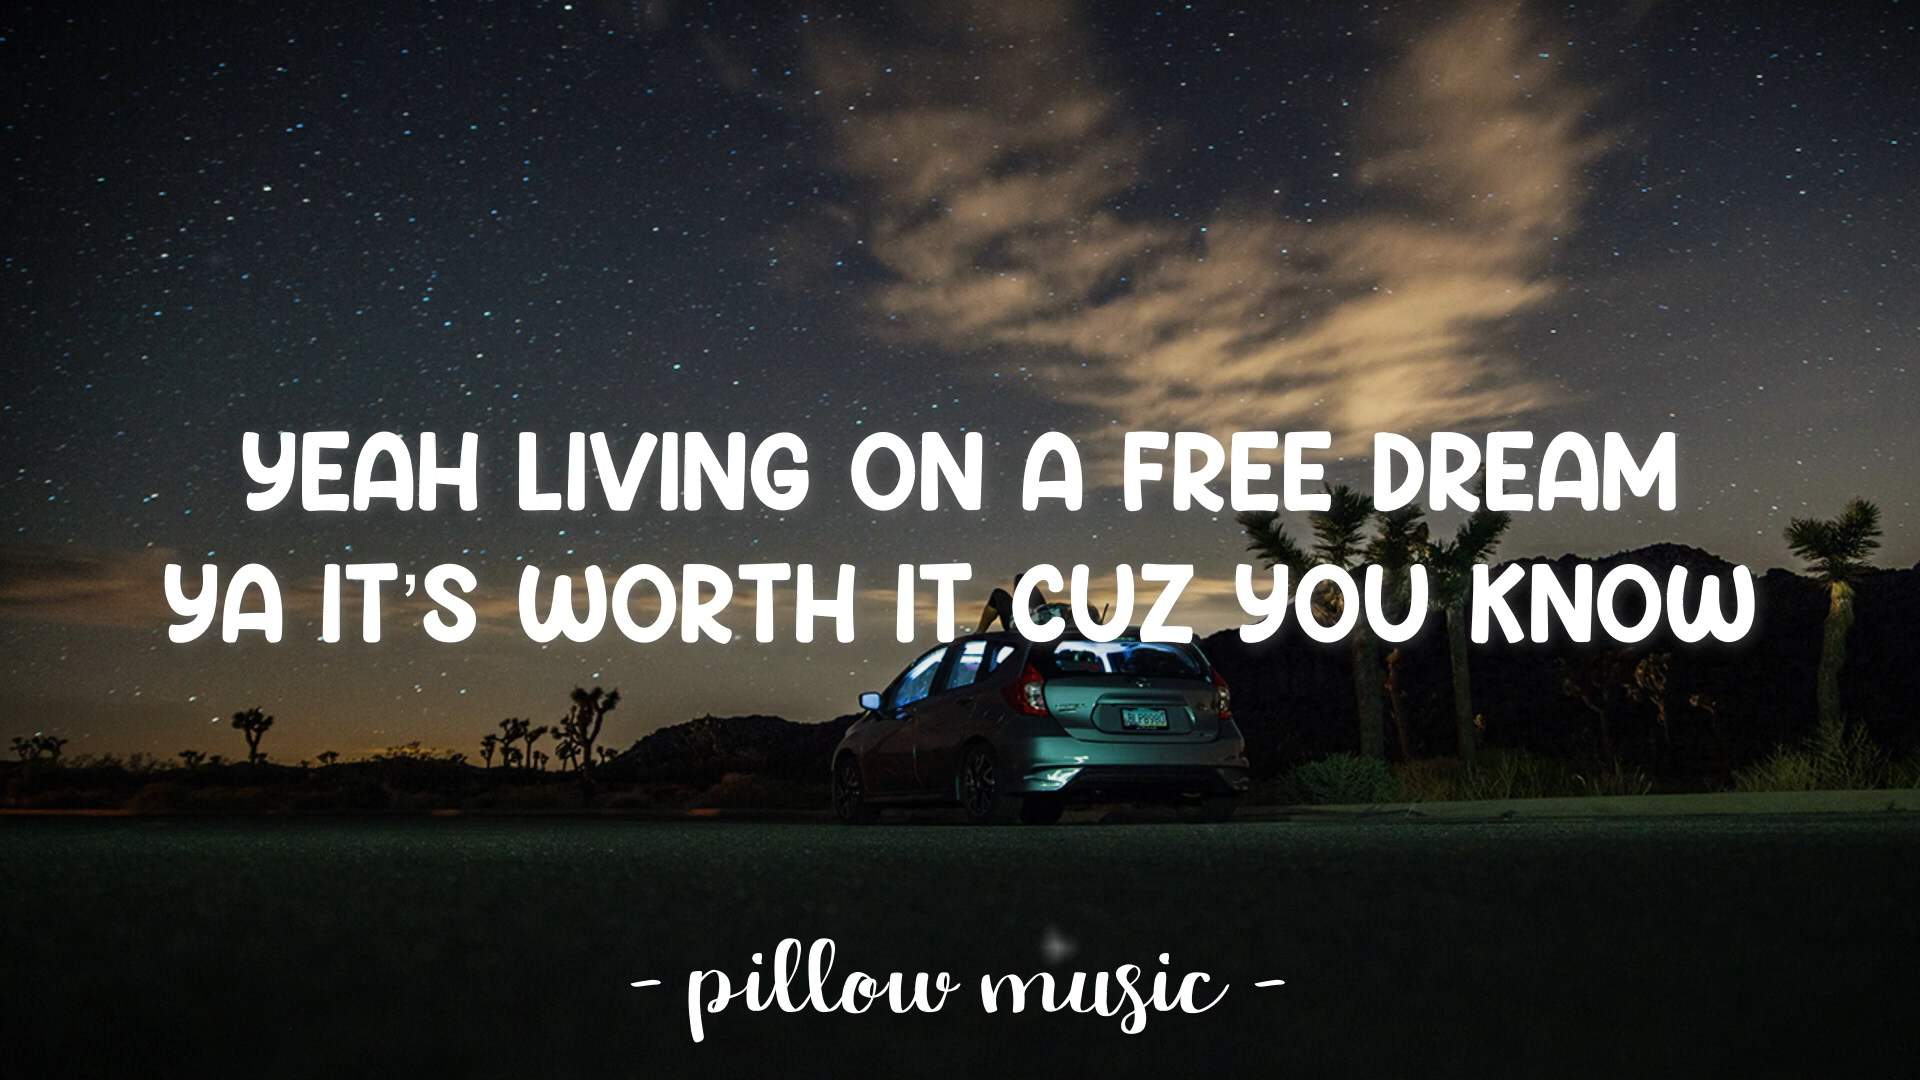 YEAH LIVING ON A FREE DREAM
YA IT'S WORTH IT CUZ YOU KNOW
- pillow music -